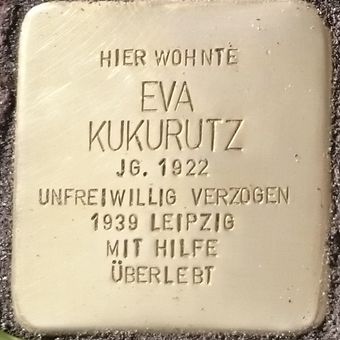 HIER WOHNTE
EVA
KUKURUTZ
JG. 1922
UNFREIWILLIG VERZOGEN
1939 LEIPZIG
MIT HILFE
ÜBERLEBT